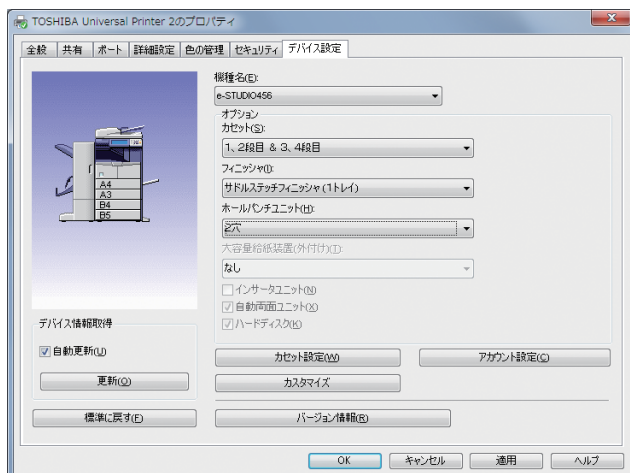 TOSHIBA Universal Printer 2のプロパティ
全般 共有 ポート 詳細設定 色の管理 セキュリティ デバイス設定
機種名(E):
e-STUDIO456
オプション
カセット(S):
1、2段目 & 3、4段目
フィニッシャ(I):
サドルステッチフィニッシャ(1トレイ)
ホールパンチユニット(H):
2穴
大容量給紙装置(外付け)(T):
なし
インサータユニット(N)
自動両面ユニット(X)
ハードディスク(K)
A4
A3
B4
B5
デバイス情報取得
自動更新(U)
更新(O)
カセット設定(W) アカウント設定(C)
カスタマイズ
標準に戻す(F) バージョン情報(R)
OK キャンセル 適用 ヘルプ